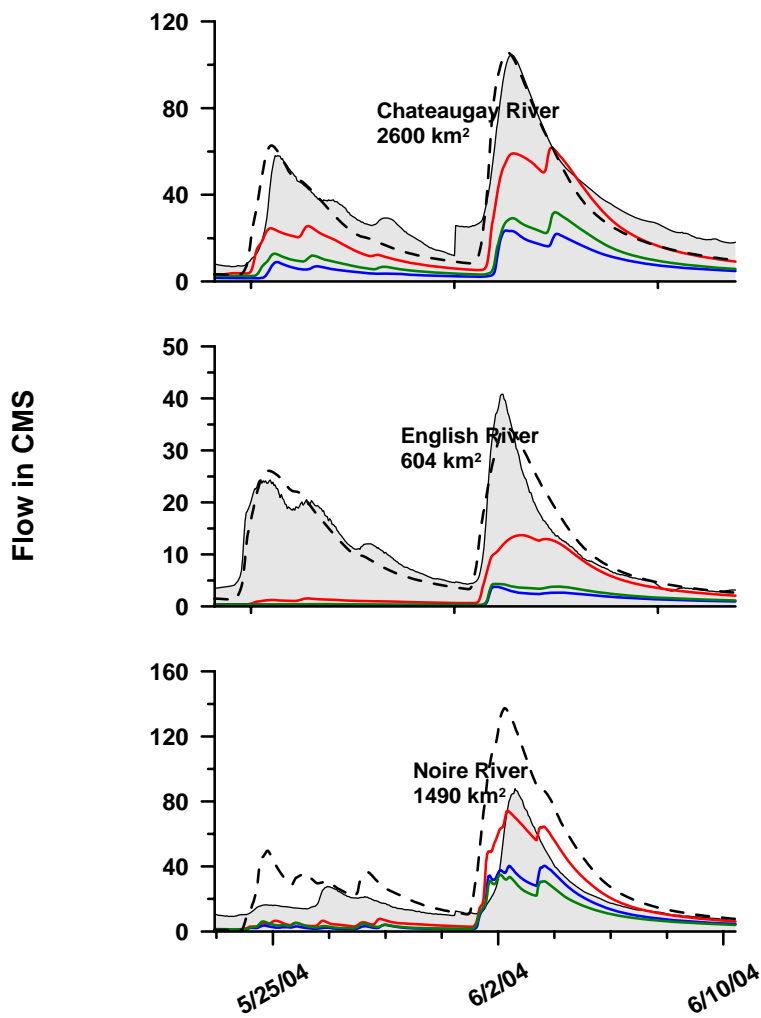 120
80
40
0
Chateaugay River
2600 km²
50
40
30
20
10
0
English River
604 km²
Flow in CMS
160
120
80
40
0
Noire River
1490 km²
5/25/04
6/2/04
6/10/04